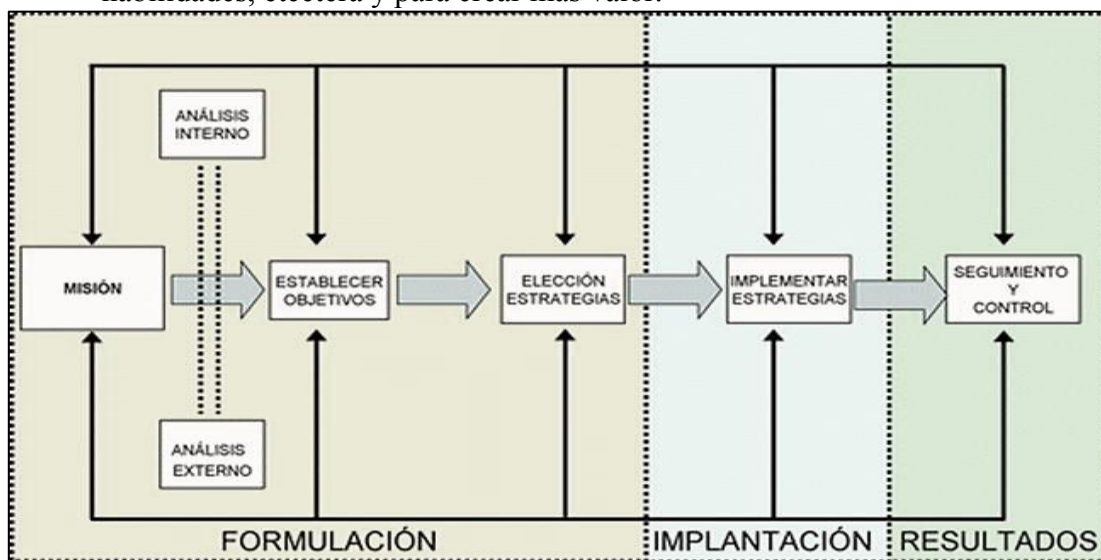 habilidades, etcétera y para crear más valor.
ANÁLISIS
INTERNO
MISIÓN
ESTABLECER
OBJETIVOS
ELECCIÓN
ESTRATEGIAS
IMPLEMENTAR
ESTRATEGIAS
SEGUIMIENTO
Y
CONTROL
ANÁLISIS
EXTERNO
FORMULACIÓN
IMPLANTACIÓN
RESULTADOS